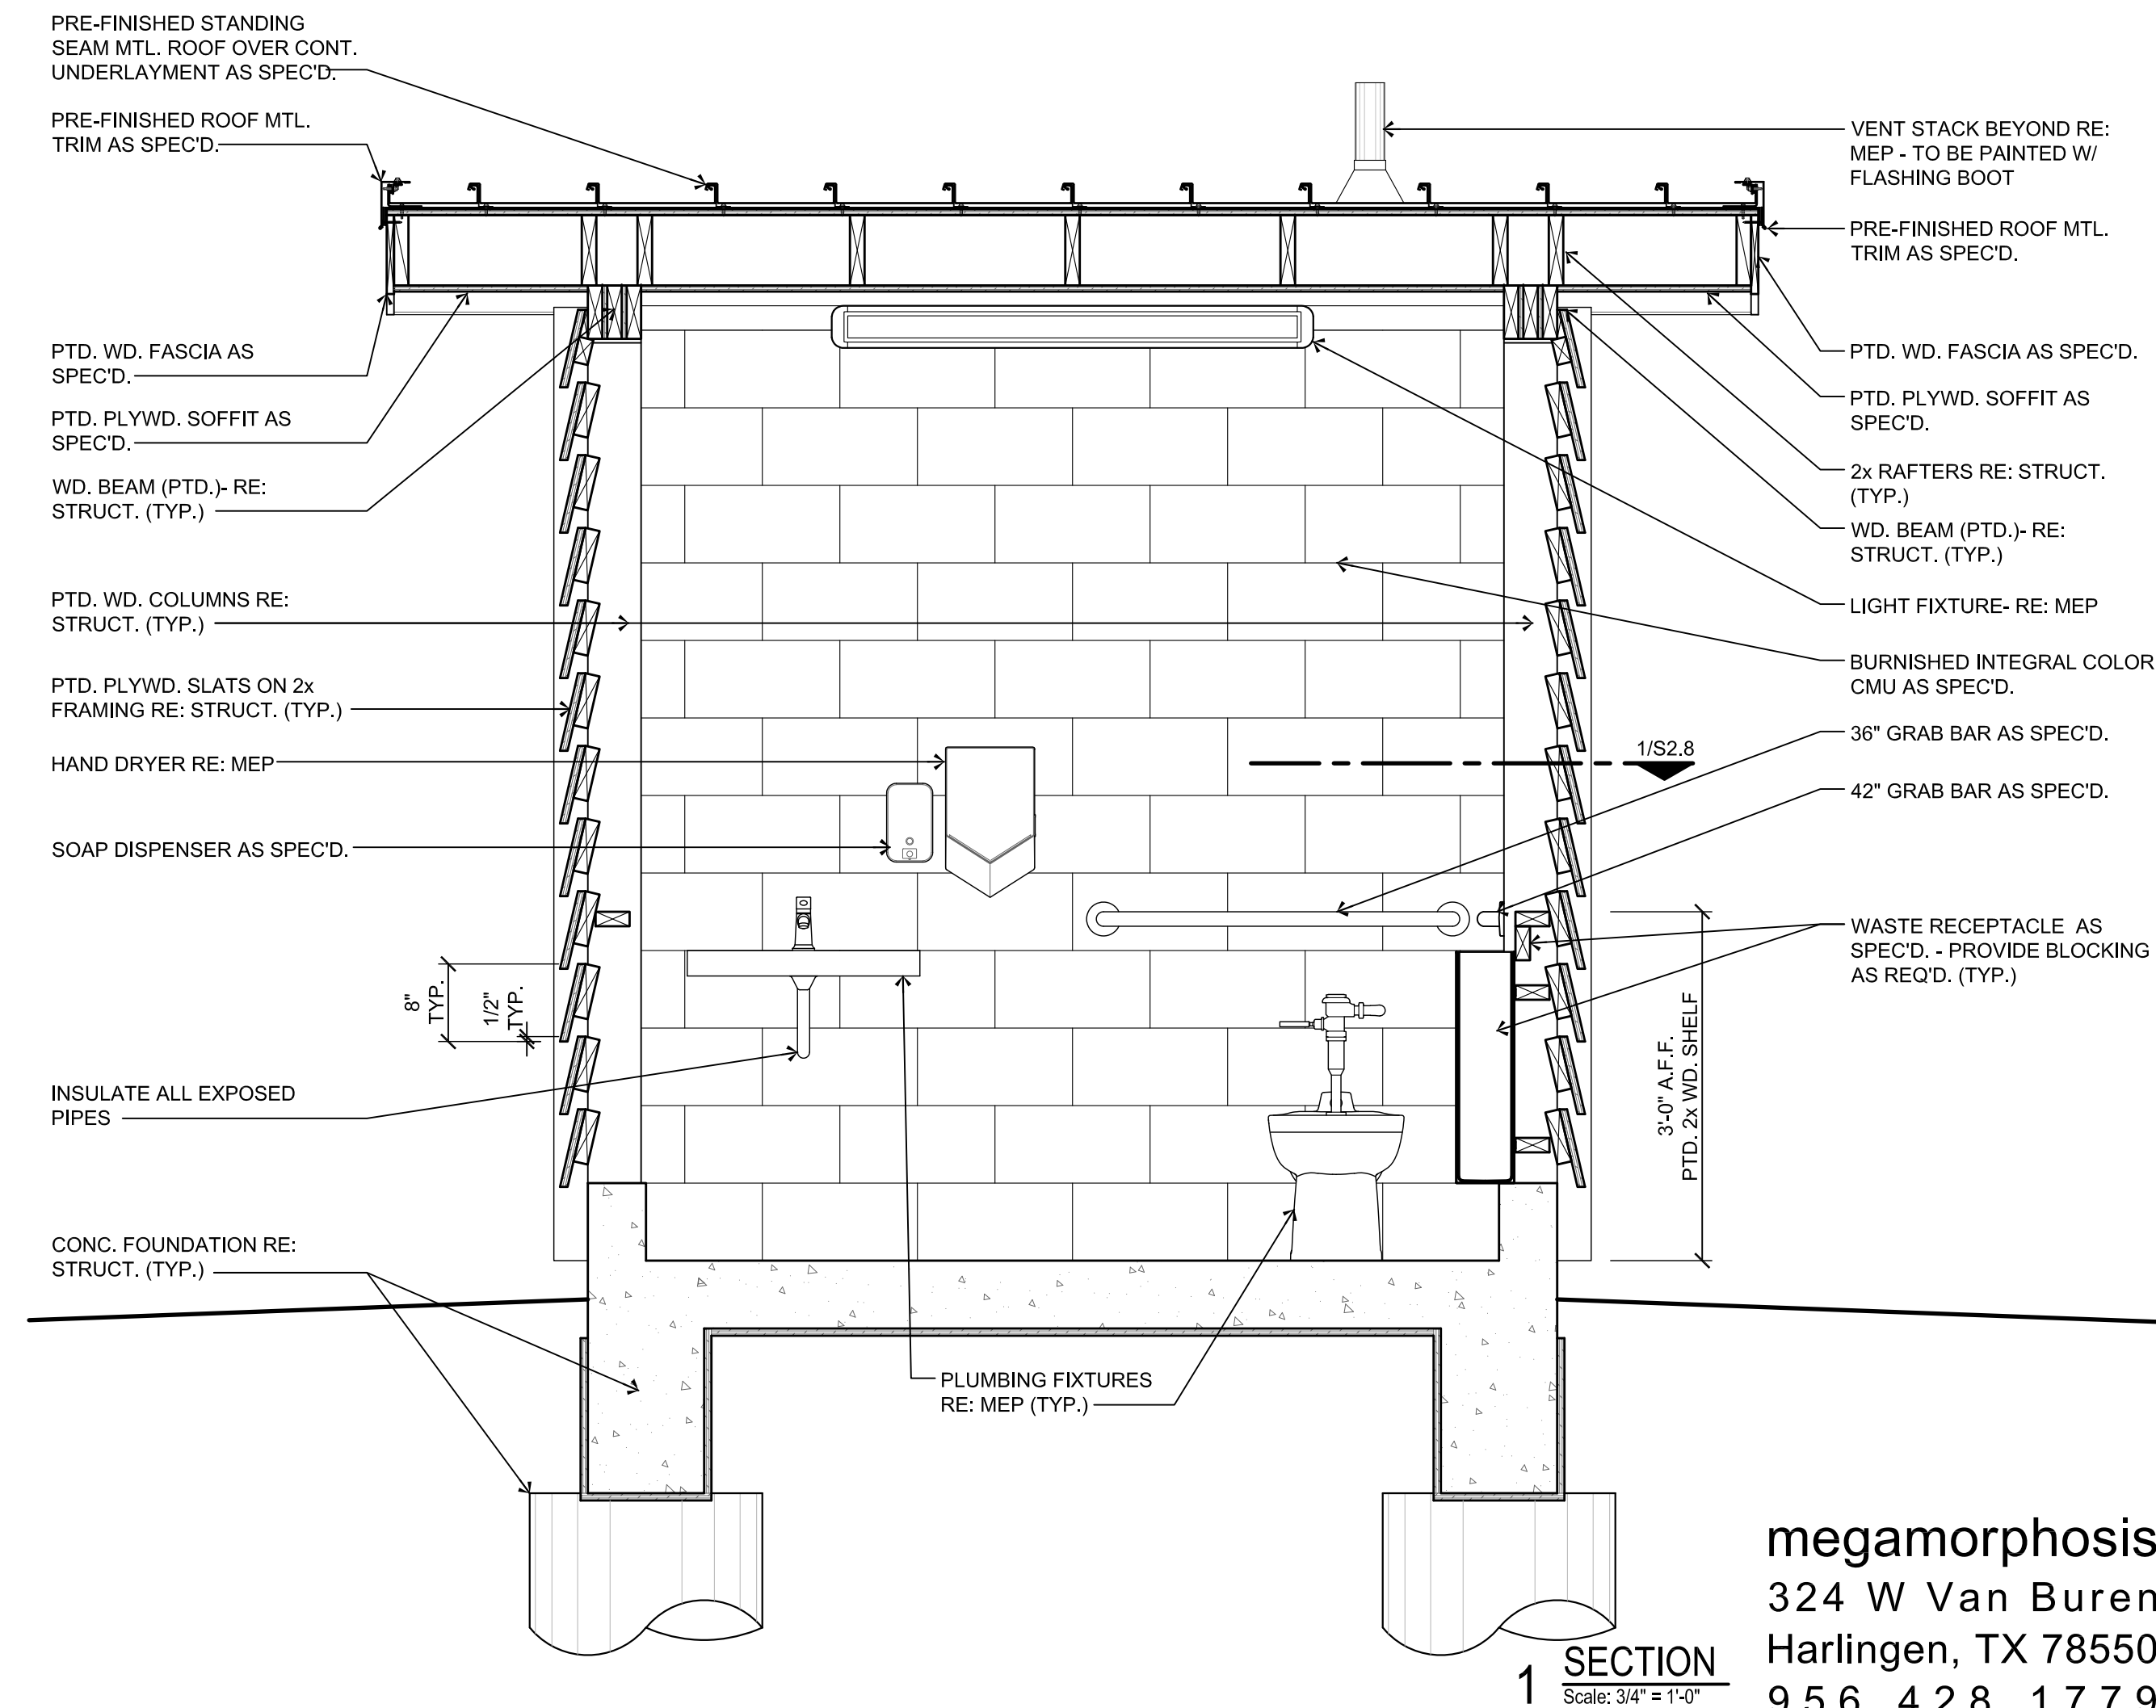 PRE-FINISHED STANDING
SEAM MTL. ROOF OVER CONT.
UNDERLAYMENT AS SPEC'D.
PRE-FINISHED ROOF MTL.
TRIM AS SPEC'D.
PTD. WD. FASCIA AS
SPEC'D.
PTD. PLYWD. SOFFIT AS
SPEC'D.
WD. BEAM (PTD.)- RE:
STRUCT. (TYP.)
PTD. WD. COLUMNS RE:
STRUCT. (TYP.)
PTD. PLYWD. SLATS ON 2x
FRAMING RE: STRUCT. (TYP.)
HAND DRYER RE: MEP
SOAP DISPENSER AS SPEC'D.
8"
TYP.
1/2"
TYP.
INSULATE ALL EXPOSED
PIPES
CONC. FOUNDATION RE:
STRUCT. (TYP.)
PLUMBING FIXTURES
RE: MEP (TYP.)
VENT STACK BEYOND RE:
MEP - TO BE PAINTED W/
FLASHING BOOT
PRE-FINISHED ROOF MTL.
TRIM AS SPEC'D.
PTD. WD. FASCIA AS SPEC'D.
PTD. PLYWD. SOFFIT AS
SPEC'D.
2x RAFTERS RE: STRUCT.
(TYP.)
WD. BEAM (PTD.)- RE:
STRUCT. (TYP.)
LIGHT FIXTURE- RE: MEP
BURNISHED INTEGRAL COLOR
CMU AS SPEC'D.
1/S2.8
36" GRAB BAR AS SPEC'D.
42" GRAB BAR AS SPEC'D.
WASTE RECEPTACLE AS
SPEC'D. - PROVIDE BLOCKING
AS REQ'D. (TYP.)
3'-0" A.F.F.
PTD. 2x WD. SHELF
1 SECTION
Scale: 3/4" = 1'-0"
megamorphosis
324 W Van Buren
Harlingen, TX 78550
956 428 1779